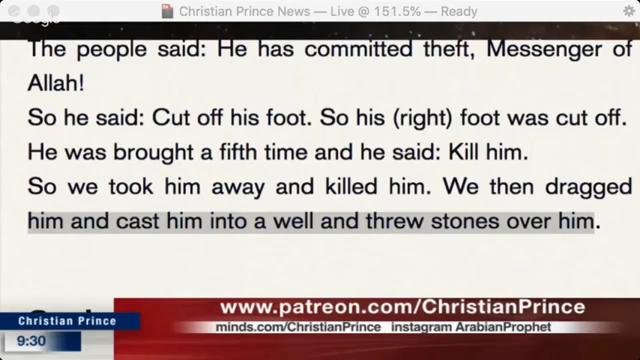 Christian Prince News — Live @ 151.5% — Ready
The people said: He has committed theft, Messenger of
Allah!
So he said: Cut off his foot. So his (right) foot was cut off.
He was brought a fifth time and he said: Kill him.
So we took him away and killed him. We then dragged
him and cast him into a well and threw stones over him.
Christian Prince
9:30
www.patreon.com/ChristianPrince
minds.com/ChristianPrince instagram ArabianProphet